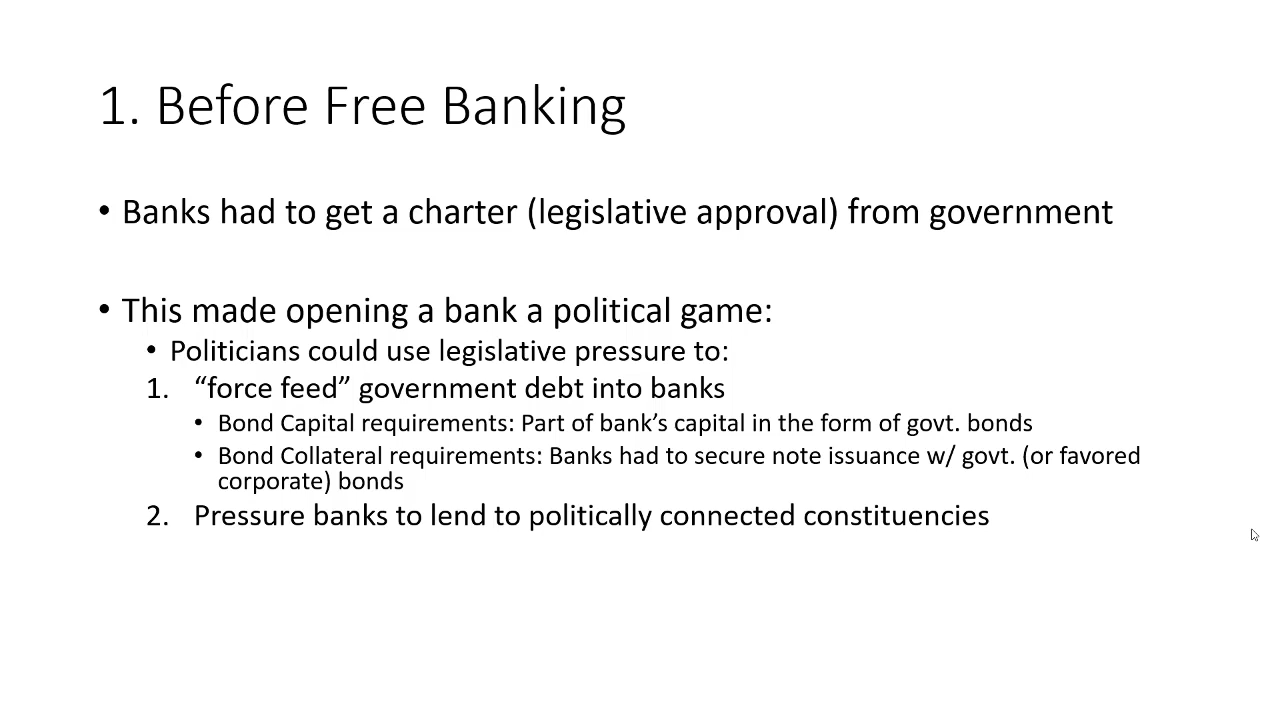 1. Before Free Banking
• Banks had to get a charter (legislative approval) from government
• This made opening a bank a political game:
• Politicians could use legislative pressure to:
1. “force feed” government debt into banks
• Bond Capital requirements: Part of bank’s capital in the form of govt. bonds
• Bond Collateral requirements: Banks had to secure note issuance w/ govt. (or favored
corporate) bonds
2. Pressure banks to lend to politically connected constituencies